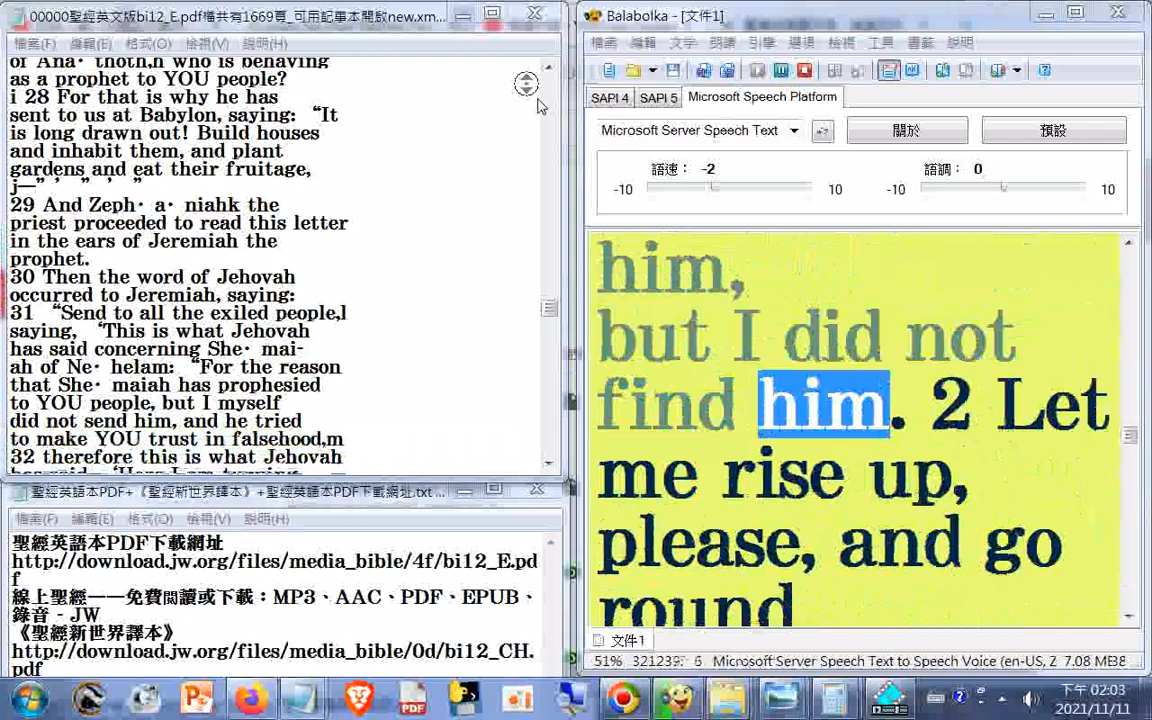 00000聖經英文版bi12_E.pdf檔共有1669頁_可用記事本開啟new.xm...
檔案(F) 編輯(E) 格式(O) 檢視(V) 說明(H)
of Ana· thoth,n who is behaving
as a prophet to YOU people?
i 28 For that is why he has
sent to us at Babylon, saying: “It
is long drawn out! Build houses
and inhabit them, and plant
gardens and eat their fruitage,
j—” ’ ” ’ ”
29 And Zeph· a· niahk the
priest proceeded to read this letter
in the ears of Jeremiah the
prophet.
30 Then the word of Jehovah
occurred to Jeremiah, saying:
31 “Send to all the exiled people,l
saying, ‘This is what Jehovah
has said concerning She· mai-
ah of Ne· helam: “For the reason
that She· maiah has prophesied
to YOU people, but I myself
did not send him, and he tried
to make YOU trust in falsehood,m
32 therefore this is what Jehovah
聖經英語本PDF+《聖經新世界譯本》+聖經英語本PDF下載網址.txt ...
檔案(F) 編輯(E) 格式(O) 檢視(V) 說明(H)
聖經英語本PDF下載網址
http://download.jw.org/files/media_bible/4f/bi12_E.pd
f
線上聖經——免費閱讀或下載：MP3、AAC、PDF、EPUB、
錄音 - JW
《聖經新世界譯本》
http://download.jw.org/files/media_bible/0d/bi12_CH.
pdf
Balabolka - [文件1]
檔案 編輯 文字 朗讀 引擎 選項 檢視 工具 書籤 說明
SAPI 4 SAPI 5 Microsoft Speech Platform
Microsoft Server Speech Text 關於 預設
語速： -2 語調： 0
-10 10 -10 10
him,
but I did not
find him. 2 Let
me rise up,
please, and go
round
文件1
51% Microsoft Server Speech Text to Speech Voice (en-US, Z 7.08 MB
下午 02:03
2021/11/11